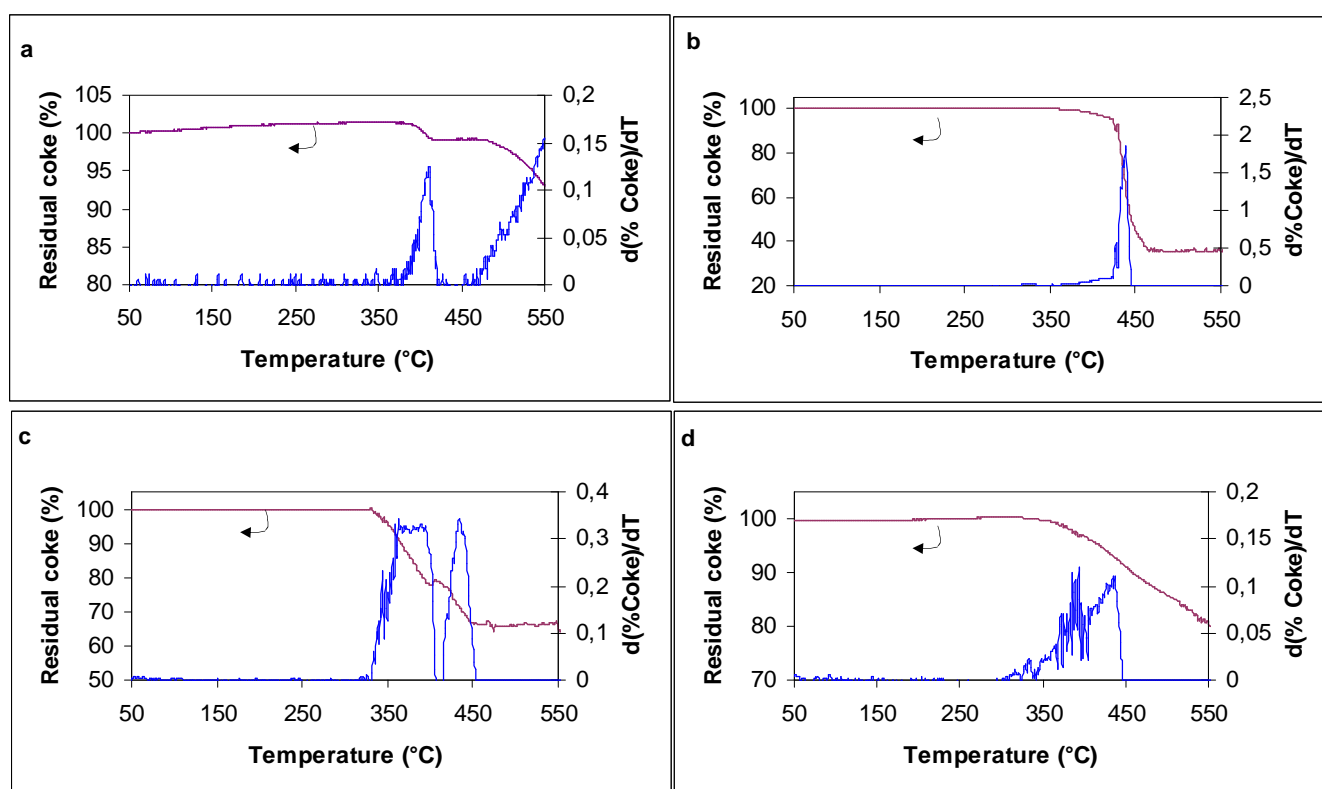 a
105
100
95
90
85
80
0,2
0,15
0,1
0,05
0
50 150 250 350 450 550
Residual coke (%)
d(% Coke)/dT
Temperature (°C)
b
100
80
60
40
20
2,5
2
1,5
1
0,5
0
50 150 250 350 450 550
Residual coke (%)
d%Coke)/dT
Temperature (°C)
c
100
90
80
70
60
50
0,4
0,3
0,2
0,1
0
50 150 250 350 450 550
Residual coke (%)
d(%Coke)/dT
Temperature (°C)
d
100
90
80
70
0,2
0,15
0,1
0,05
0
50 150 250 350 450 550
Residual coke (%)
d(% Coke)/dT
Temperature (°C)